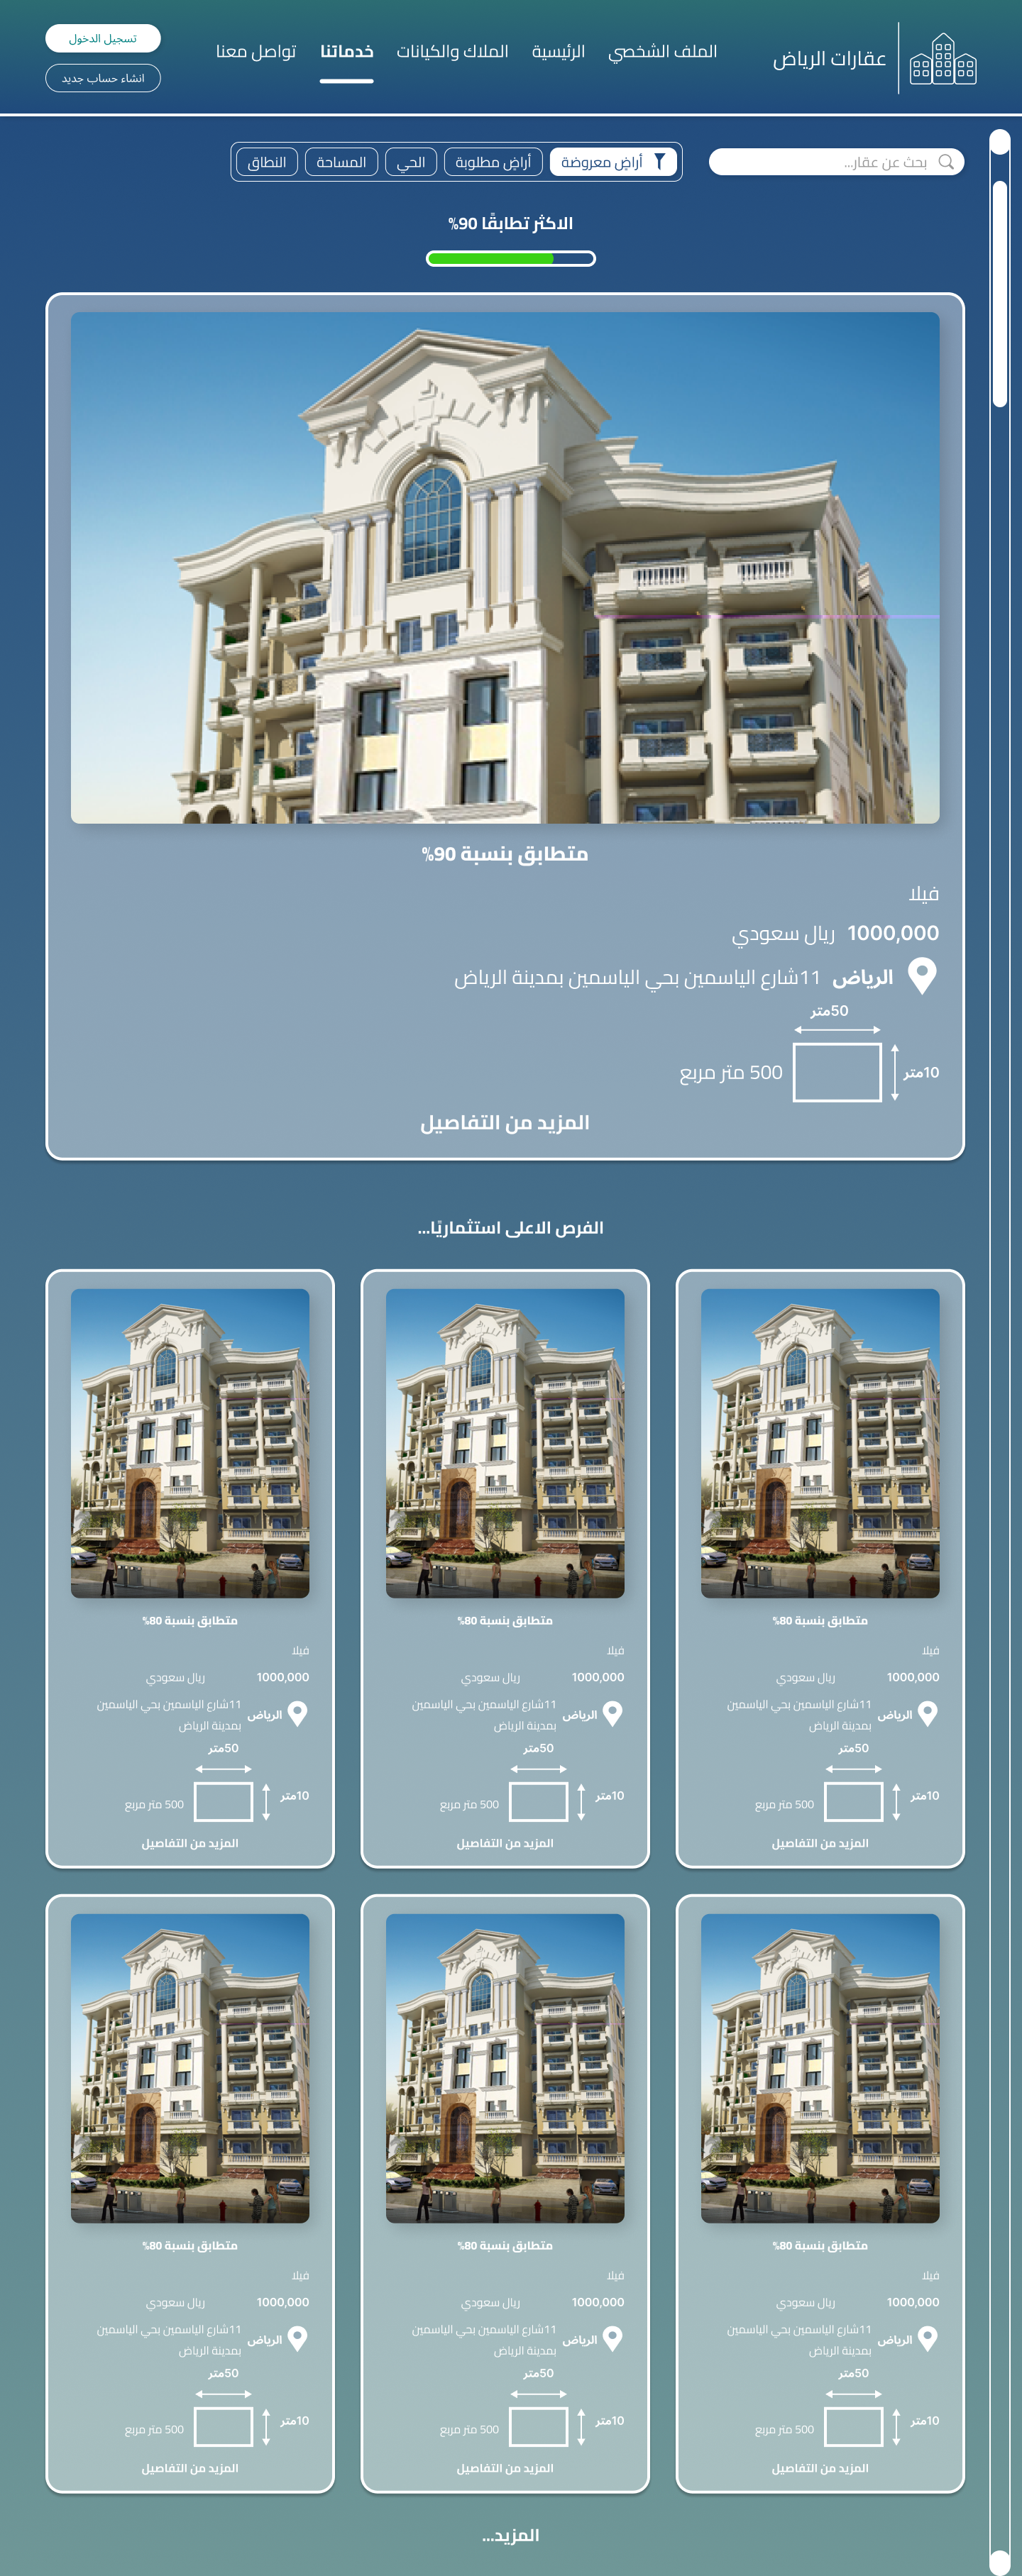 عقارات الرياض
الملف الشخصي
الرئيسية
الملاك والكيانات
خدماتنا
تواصل معنا
تسجيل الدخول
انشاء حساب جديد
بحث عن عقار...
أراضٍ معروضة
أراضٍ مطلوبة
الحي
المساحة
النطاق
الاكثر تطابقًا 90%
متطابق بنسبة 90%
فيلا
1000,000 ريال سعودي
الرياض 11شارع الياسمين بحي الياسمين بمدينة الرياض
50متر
10متر
500 متر مربع
المزيد من التفاصيل
الفرص الاعلى استثماريًا...
متطابق بنسبة 80%
فيلا
1000,000 ريال سعودي
الرياض
11شارع الياسمين بحي الياسمين
بمدينة الرياض
50متر
10متر
500 متر مربع
المزيد من التفاصيل
متطابق بنسبة 80%
فيلا
1000,000 ريال سعودي
الرياض
11شارع الياسمين بحي الياسمين
بمدينة الرياض
50متر
10متر
500 متر مربع
المزيد من التفاصيل
متطابق بنسبة 80%
فيلا
1000,000 ريال سعودي
الرياض
11شارع الياسمين بحي الياسمين
بمدينة الرياض
50متر
10متر
500 متر مربع
المزيد من التفاصيل
متطابق بنسبة 80%
فيلا
1000,000 ريال سعودي
الرياض
11شارع الياسمين بحي الياسمين
بمدينة الرياض
50متر
10متر
500 متر مربع
المزيد من التفاصيل
متطابق بنسبة 80%
فيلا
1000,000 ريال سعودي
الرياض
11شارع الياسمين بحي الياسمين
بمدينة الرياض
50متر
10متر
500 متر مربع
المزيد من التفاصيل
متطابق بنسبة 80%
فيلا
1000,000 ريال سعودي
الرياض
11شارع الياسمين بحي الياسمين
بمدينة الرياض
50متر
10متر
500 متر مربع
المزيد من التفاصيل
المزيد...